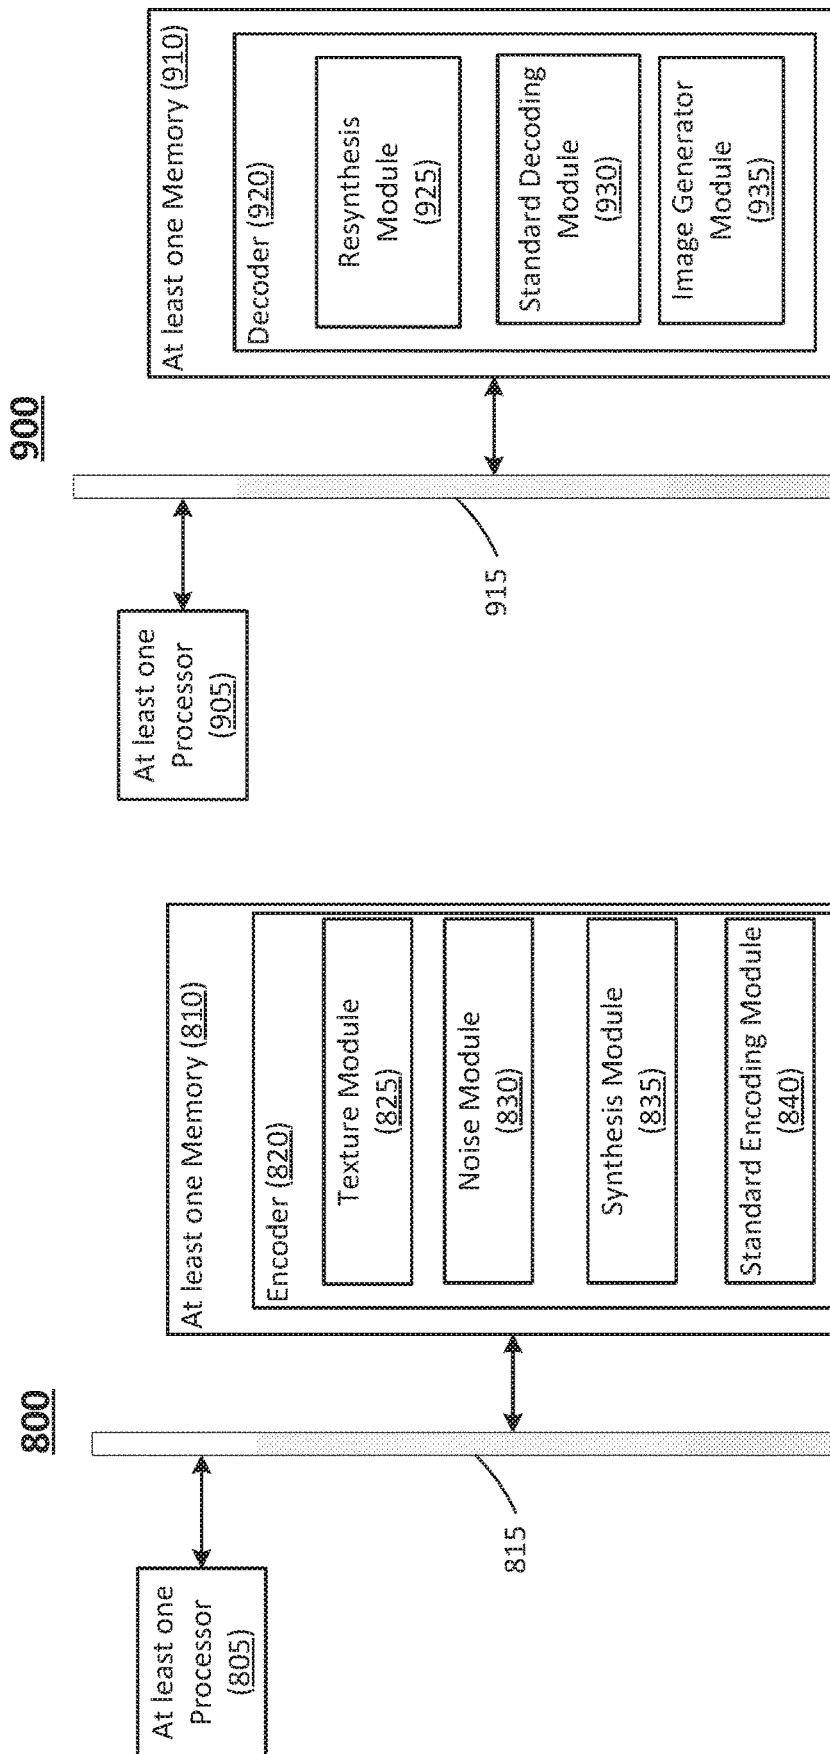 800
At least one
Processor
(805)
815
At least one Memory (810)
Encoder (820)
Texture Module
(825)
Noise Module
(830)
Synthesis Module
(835)
Standard Encoding Module
(840)
900
At least one
Processor
(905)
915
At least one Memory (910)
Decoder (920)
Resynthesis
Module
(925)
Standard Decoding
Module
(930)
Image Generator
Module
(935)